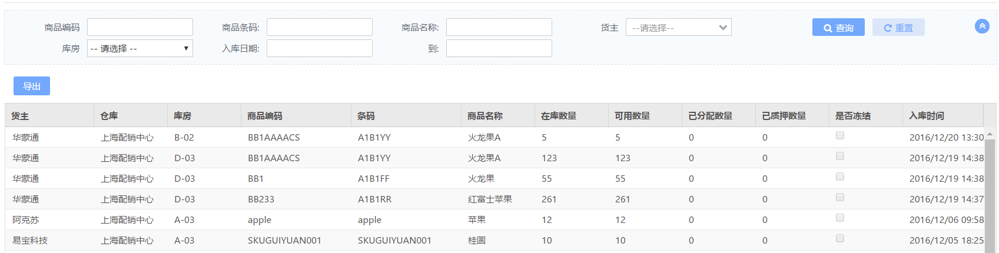 商品编码 商品条码: 商品名称: 货主 --请选择-- 查询 重置
库房 -- 请选择 -- 入库日期: 到:
导出
货主 仓库 库房 商品编码 条码 商品名称 在库数量 可用数量 已分配数量 已质押数量 是否冻结 入库时间
华蒙通 上海配销中心 B-02 BB1AAAACS A1B1YY 火龙果A 5 5 0 0 2016/12/20 13:30
华蒙通 上海配销中心 D-03 BB1AAAACS A1B1YY 火龙果A 123 123 0 0 2016/12/19 14:38
华蒙通 上海配销中心 D-03 BB1 A1B1FF 火龙果 55 55 0 0 2016/12/19 14:38
华蒙通 上海配销中心 D-03 BB233 A1B1RR 红富士苹果 261 261 0 0 2016/12/19 14:37
阿克苏 上海配销中心 A-03 apple apple 苹果 12 12 0 0 2016/12/06 09:58
易宝科技 上海配销中心 A-03 SKUGUIYUAN001 SKUGUIYUAN001 桂圆 10 10 0 0 2016/12/05 18:25